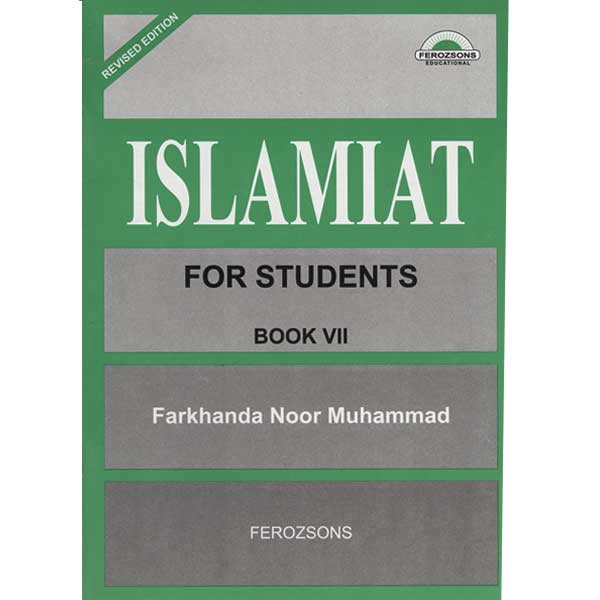 REVISED EDITION
FEROZSONS
EDUCATIONAL
ISLAMIAT
FOR STUDENTS
BOOK VII
Farkhanda Noor Muhammad
FEROZSONS